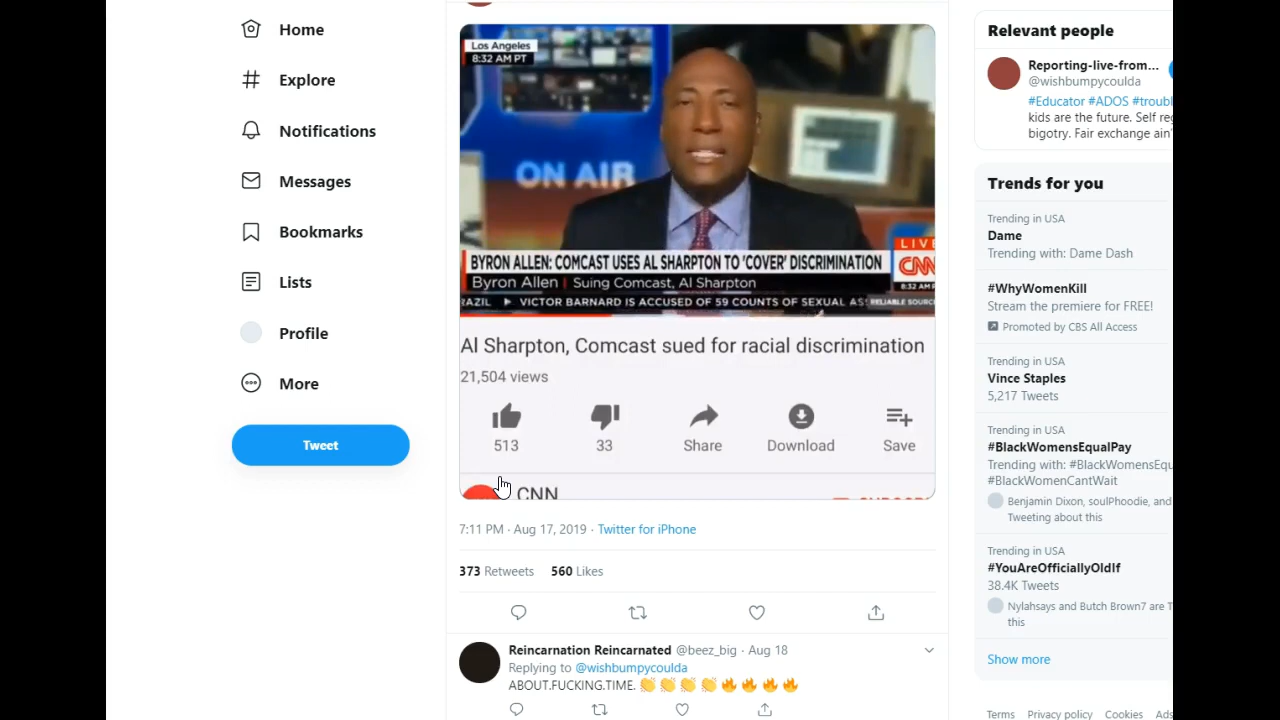 Home
Explore
Notifications
Messages
Bookmarks
Lists
Profile
More
Tweet
Los Angeles
8:32 AM PT
ON AIR
LIVE
CNN
BYRON ALLEN: COMCAST USES AL SHARPTON TO 'COVER' DISCRIMINATION
Byron Allen | Suing Comcast, Al Sharpton
8:32 AM P
RAZIL ▶ VICTOR BARNARD IS ACCUSED OF 59 COUNTS OF SEXUAL AS
RELIABLE SOURC
Al Sharpton, Comcast sued for racial discrimination
21,504 views
513
33
Share
Download
Save
CNN
7:11 PM · Aug 17, 2019 · Twitter for iPhone
373 Retweets 560 Likes
Reincarnation Reincarnated @beez_big · Aug 18
Replying to @wishbumpycoulda
ABOUT.FUCKING.TIME. 👏👏👏👏🔥🔥🔥🔥
Relevant people
Reporting-live-from...
@wishbumpycoulda
#Educator #ADOS #troubl
kids are the future. Self re
bigotry. Fair exchange ain'
Trends for you
Trending in USA
Dame
Trending with: Dame Dash
#WhyWomenKill
Stream the premiere for FREE!
Promoted by CBS All Access
Trending in USA
Vince Staples
5,217 Tweets
Trending in USA
#BlackWomensEqualPay
Trending with: #BlackWomensEqu
#BlackWomenCantWait
Benjamin Dixon, soulPhoodie, and
Tweeting about this
Trending in USA
#YouAreOfficiallyOldIf
38.4K Tweets
Nylahsays and Butch Brown7 are T
this
Show more
Terms Privacy policy Cookies Ads